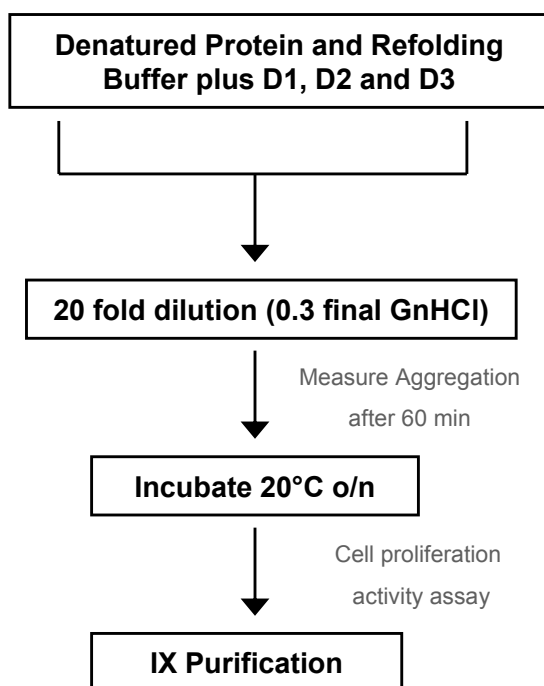 Denatured Protein and Refolding
Buffer plus D1, D2 and D3
20 fold dilution (0.3 final GnHCl)
Measure Aggregation
after 60 min
Incubate 20°C o/n
Cell proliferation
activity assay
IX Purification